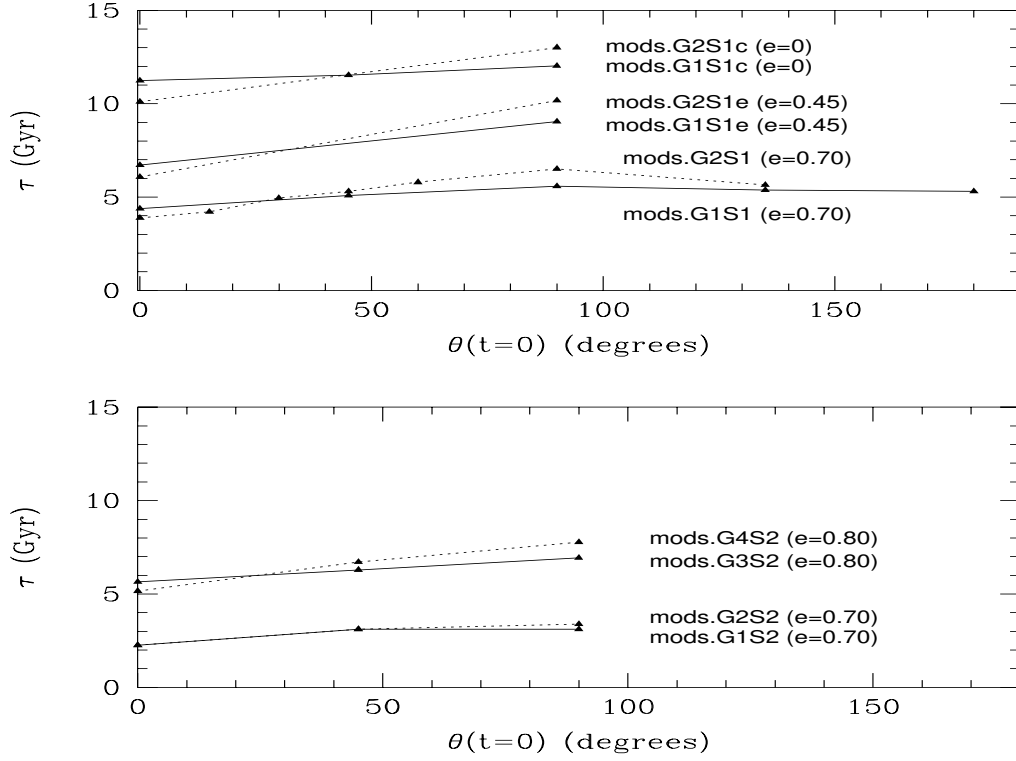 15
10
5
0
τ (Gyr)
mods.G2S1c (e=0)
mods.G1S1c (e=0)
mods.G2S1e (e=0.45)
mods.G1S1e (e=0.45)
mods.G2S1 (e=0.70)
mods.G1S1 (e=0.70)
0 50 100 150
θ(t=0) (degrees)
15
10
5
0
τ (Gyr)
mods.G4S2 (e=0.80)
mods.G3S2 (e=0.80)
mods.G2S2 (e=0.70)
mods.G1S2 (e=0.70)
0 50 100 150
θ(t=0) (degrees)